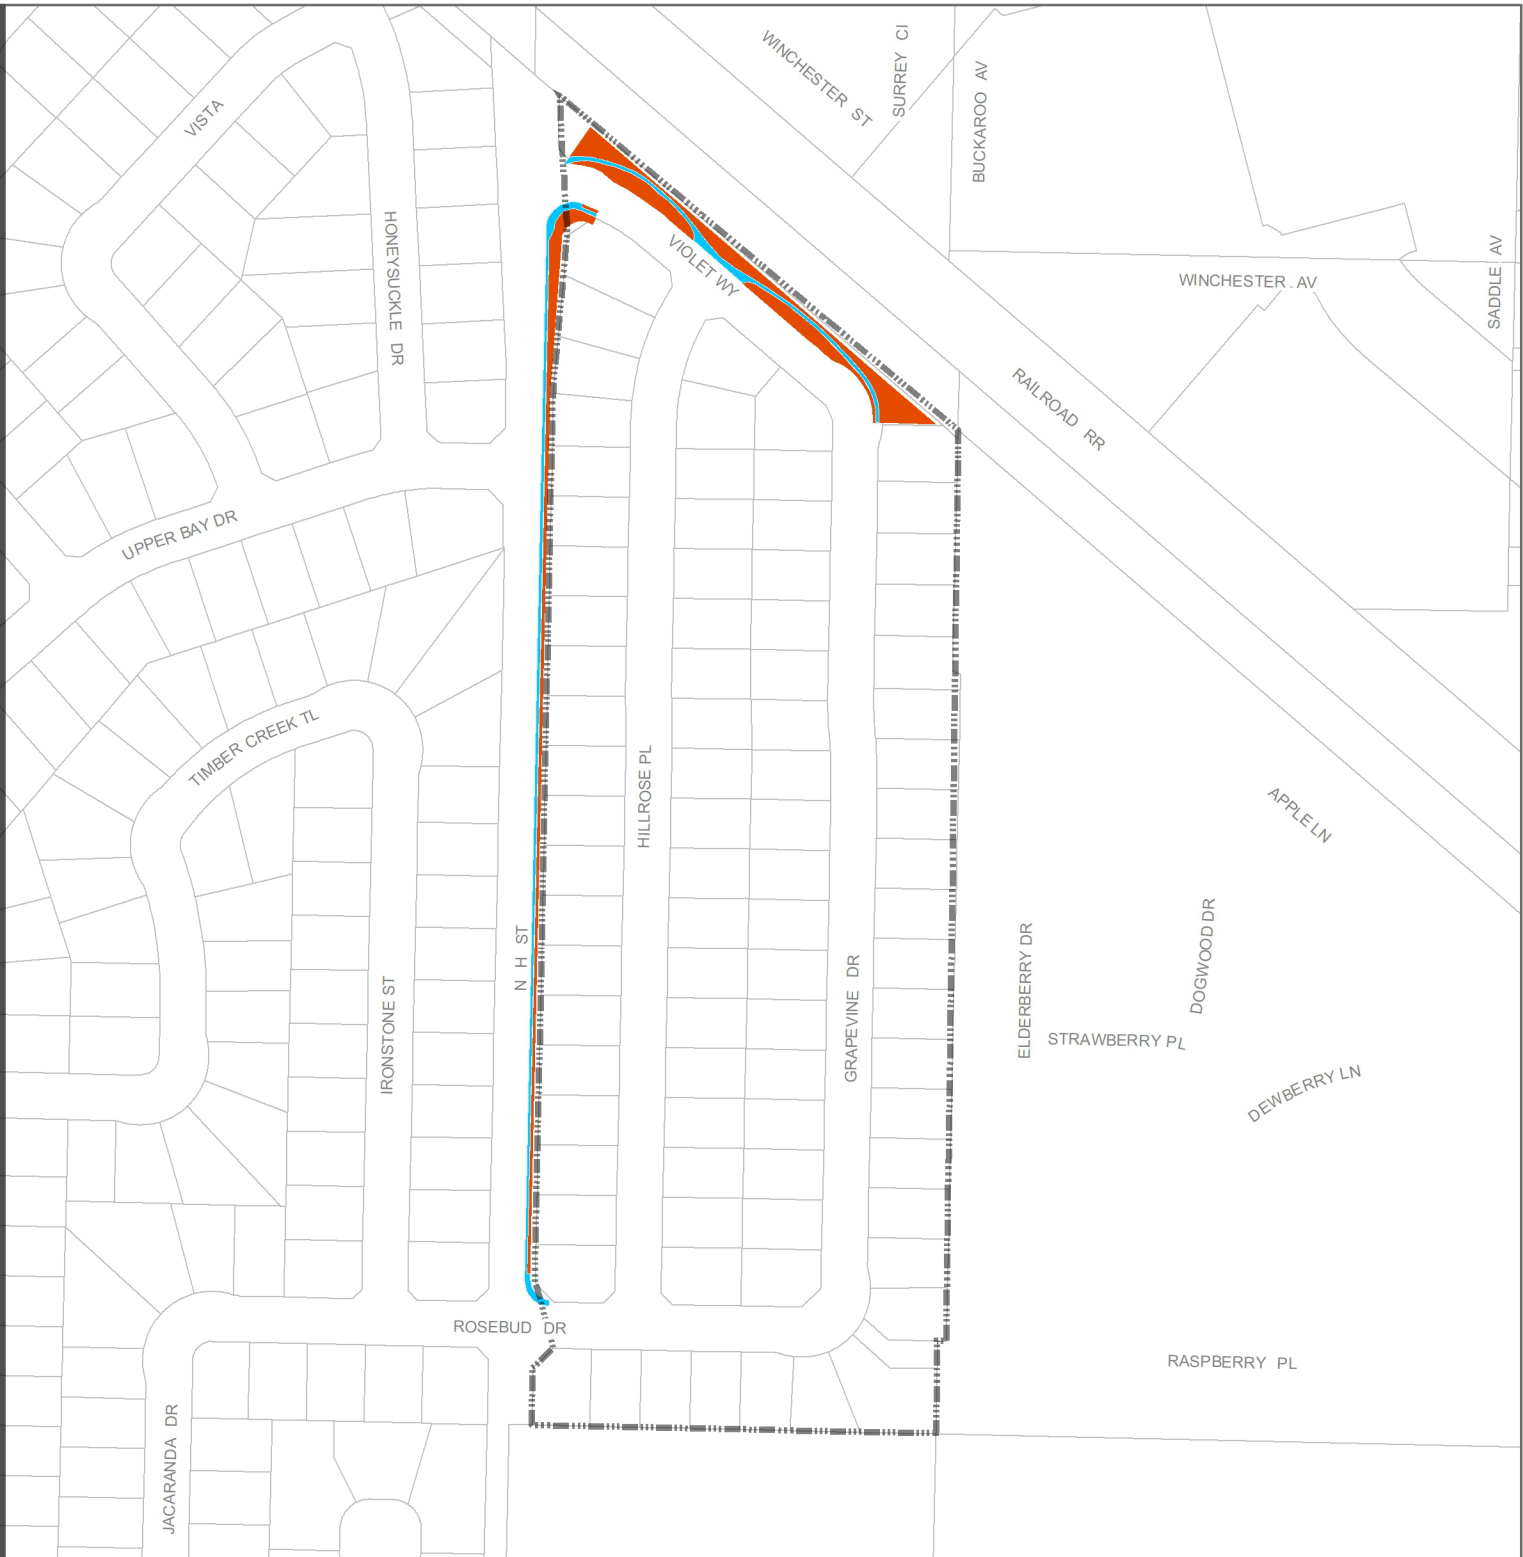 WINCHESTER ST
SURREY CI
BUCKAROO AV
VISTA
HONEYSUCKLE DR
VIOLET WY
WINCHESTER AV
SADDLE AV
RAILROAD RR
UPPER BAY DR
TIMBER CREEK TL
HILLROSE PL
APPLE LN
N H ST
IRONSTONE ST
GRAPEVINE DR
ELDERBERRY DR
DOGWOOD DR
STRAWBERRY PL
DEWBERRY LN
ROSEBUD DR
RASPBERRY PL
JACARANDA DR